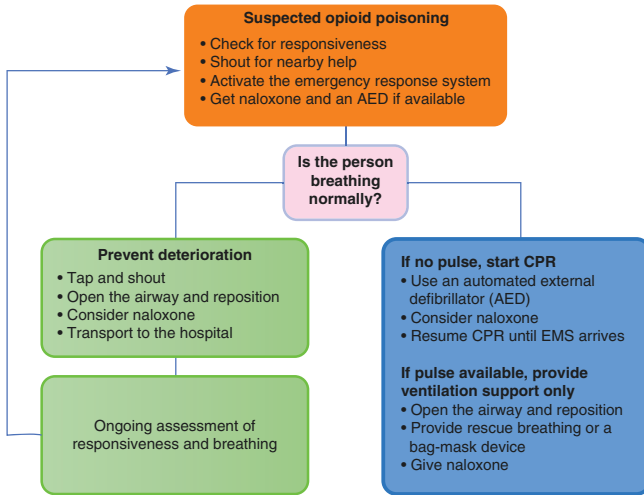 Suspected opioid poisoning
• Check for responsiveness
• Shout for nearby help
• Activate the emergency response system
• Get naloxone and an AED if available
Is the person
breathing
normally?
Prevent deterioration
• Tap and shout
• Open the airway and reposition
• Consider naloxone
• Transport to the hospital
Ongoing assessment of
responsiveness and breathing
If no pulse, start CPR
• Use an automated external
defibrillator (AED)
• Consider naloxone
• Resume CPR until EMS arrives
If pulse available, provide
ventilation support only
• Open the airway and reposition
• Provide rescue breathing or a
bag-mask device
• Give naloxone